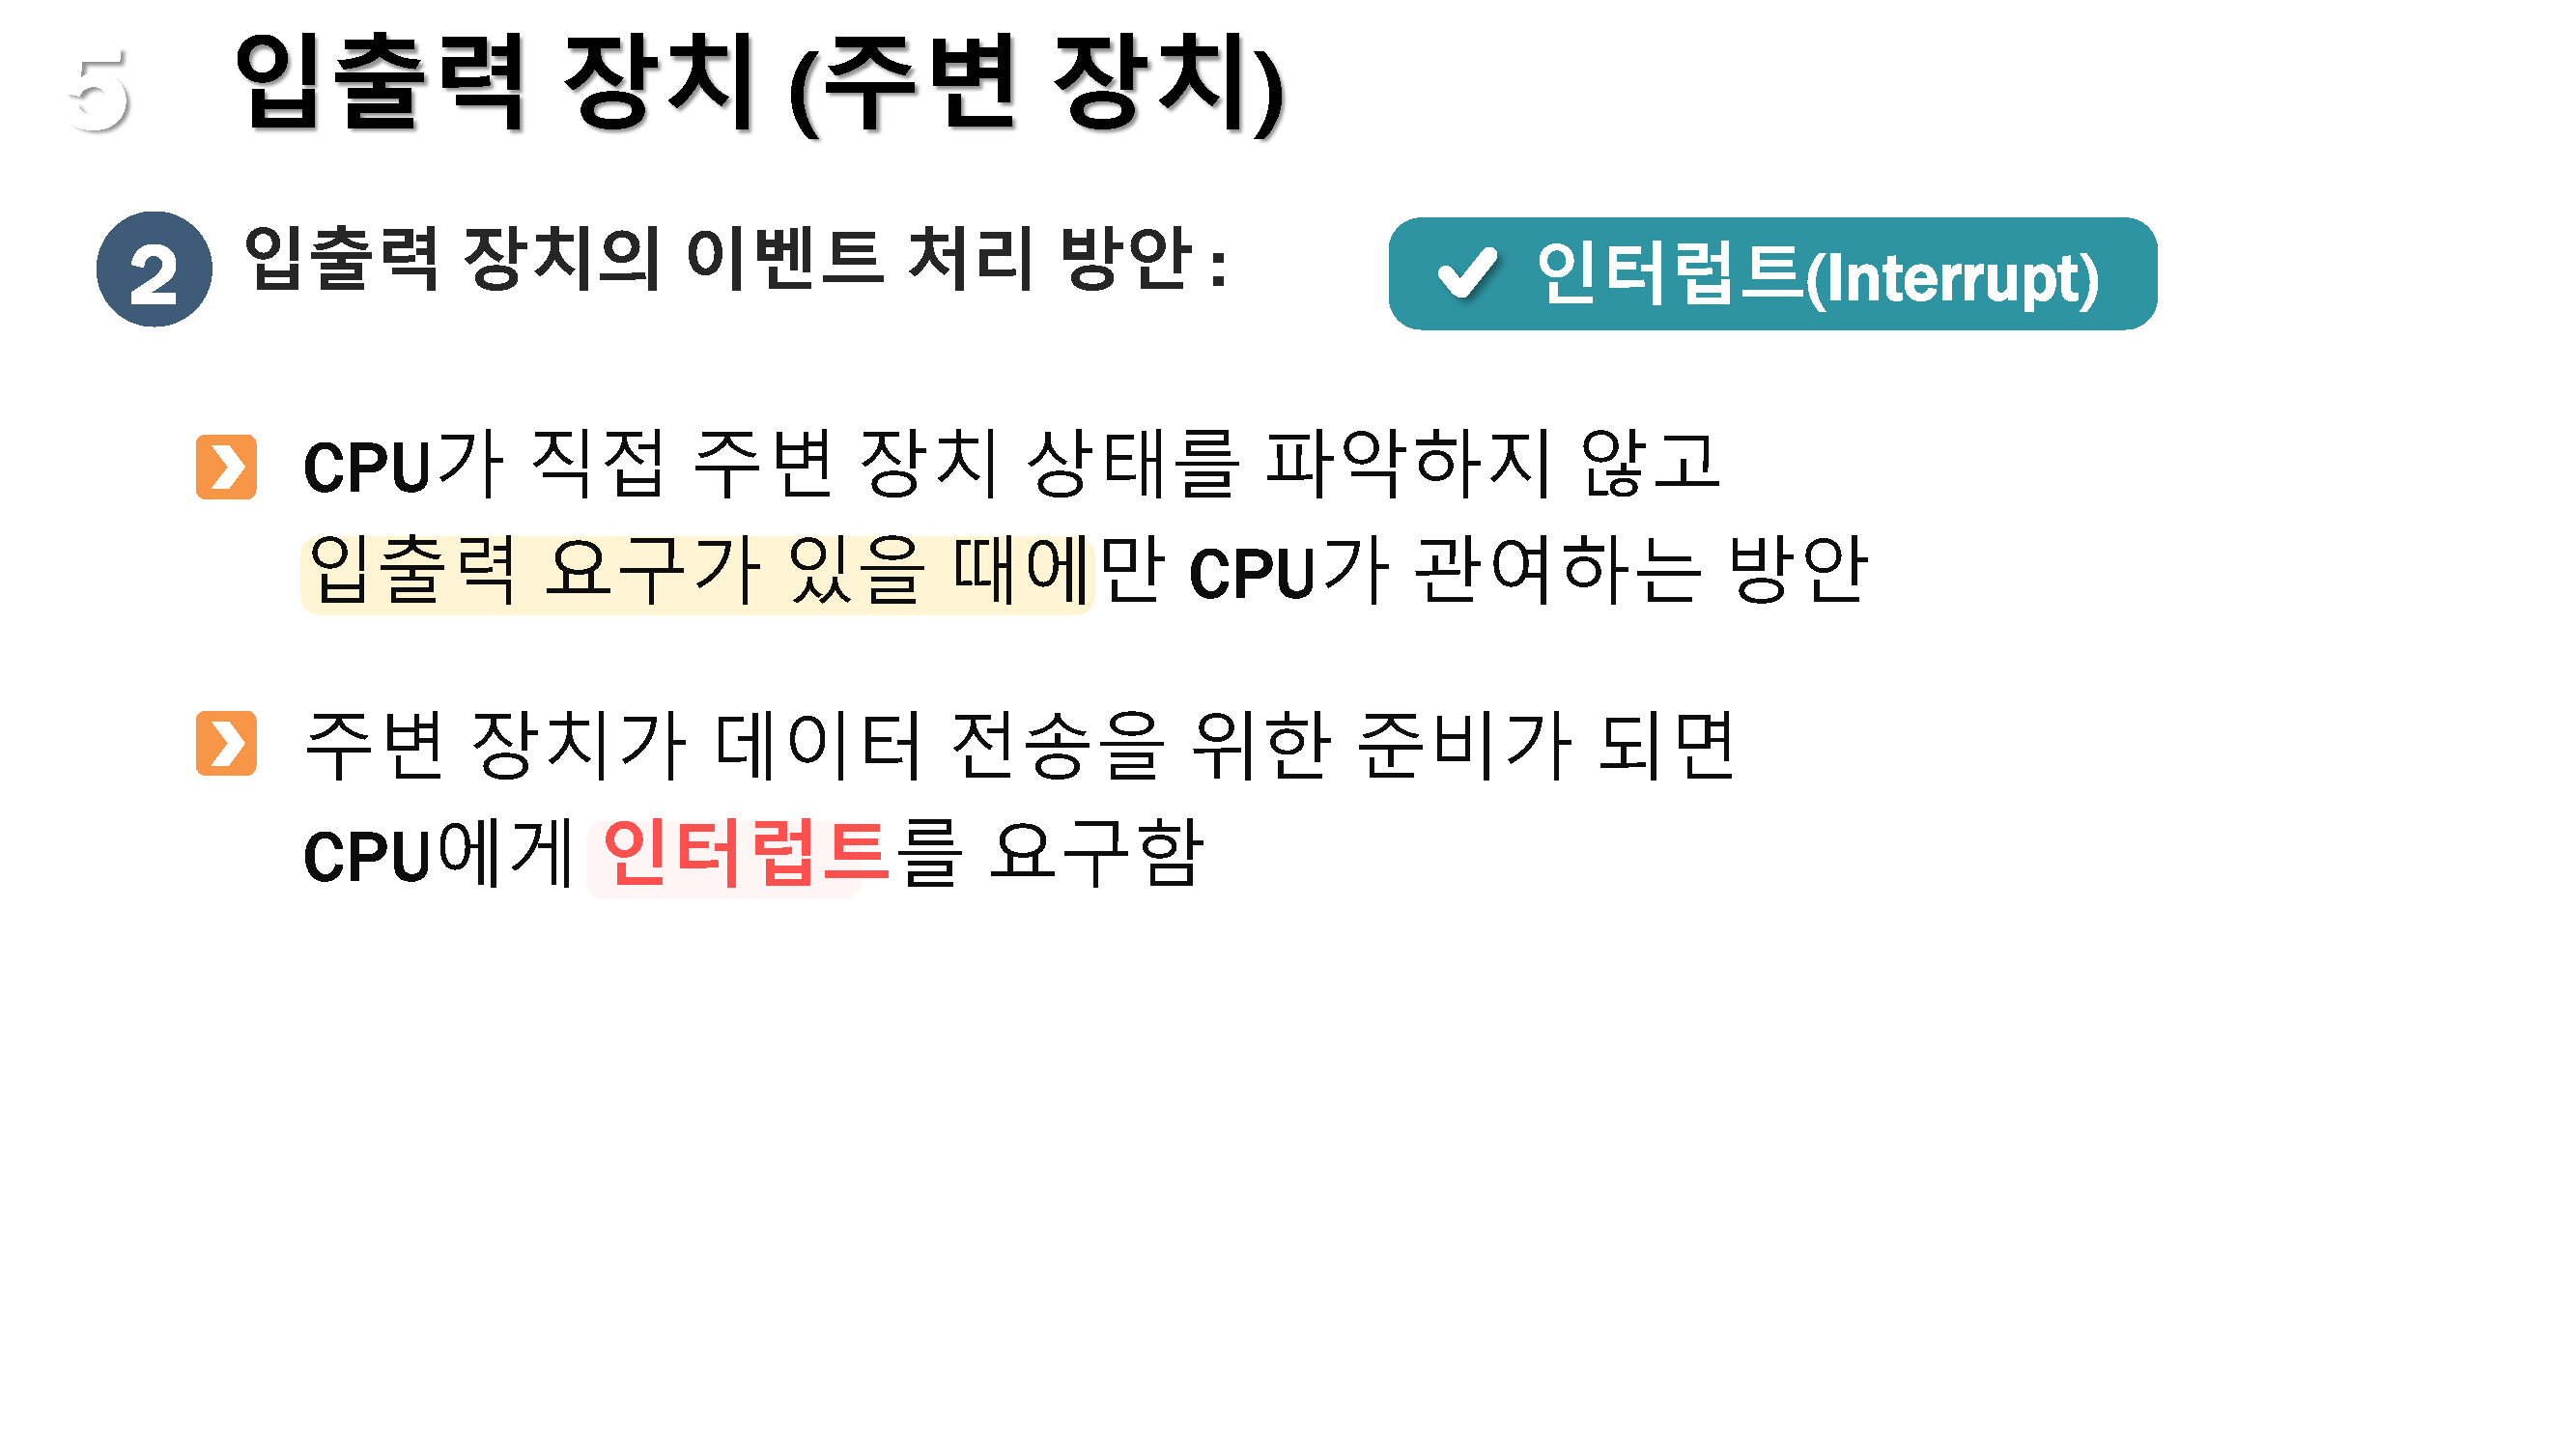 5 입출력 장치 (주변 장치)
2 입출력 장치의 이벤트 처리 방안 : ✔ 인터럽트(Interrupt)
CPU가 직접 주변 장치 상태를 파악하지 않고
입출력 요구가 있을 때에만 CPU가 관여하는 방안
주변 장치가 데이터 전송을 위한 준비가 되면
CPU에게 인터럽트를 요구함